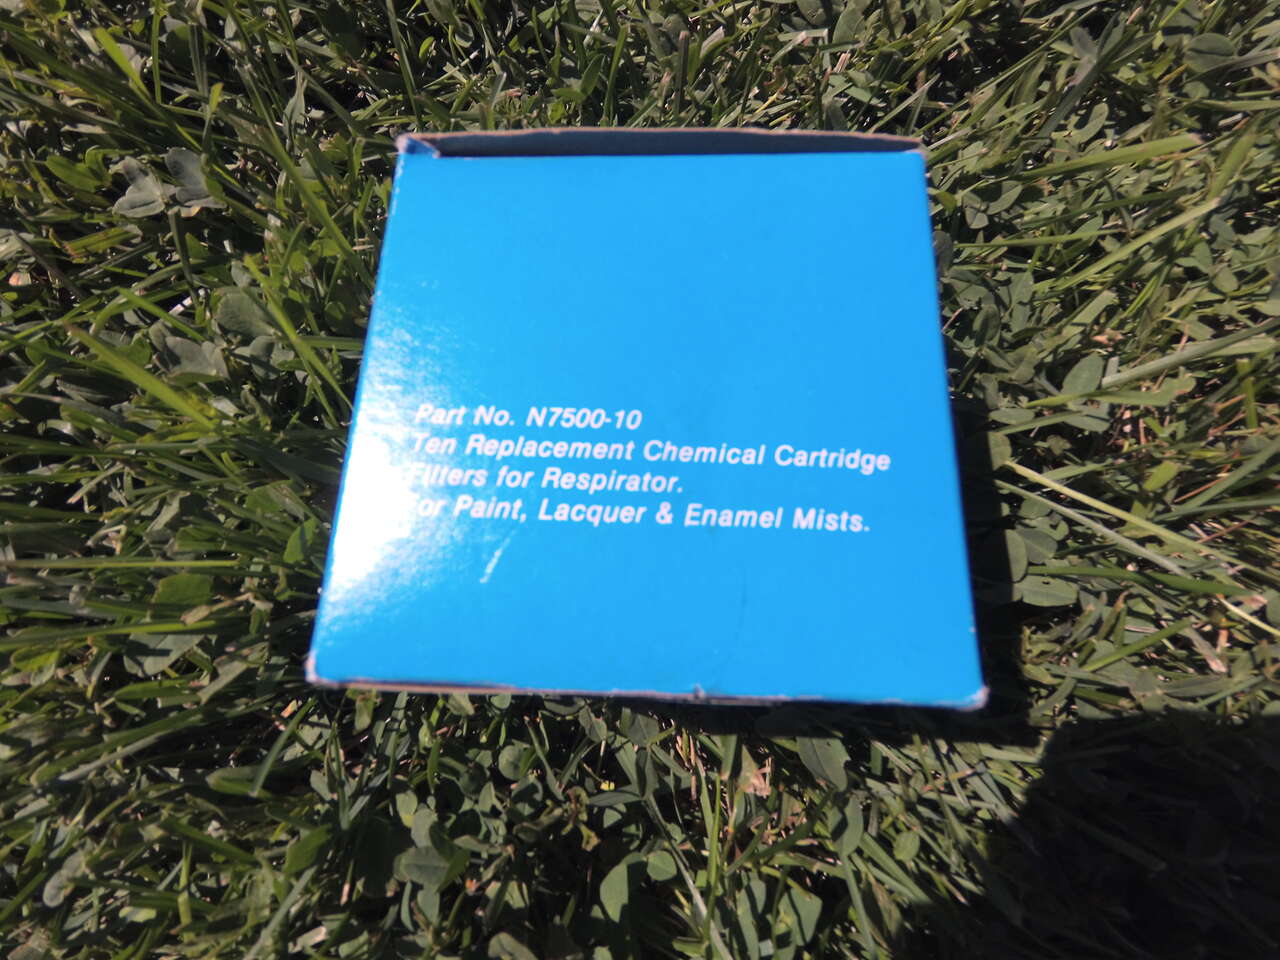 Part No. N7500-10
Ten Replacement Chemical Cartridge
Filters for Respirator.
For Paint, Lacquer & Enamel Mists.